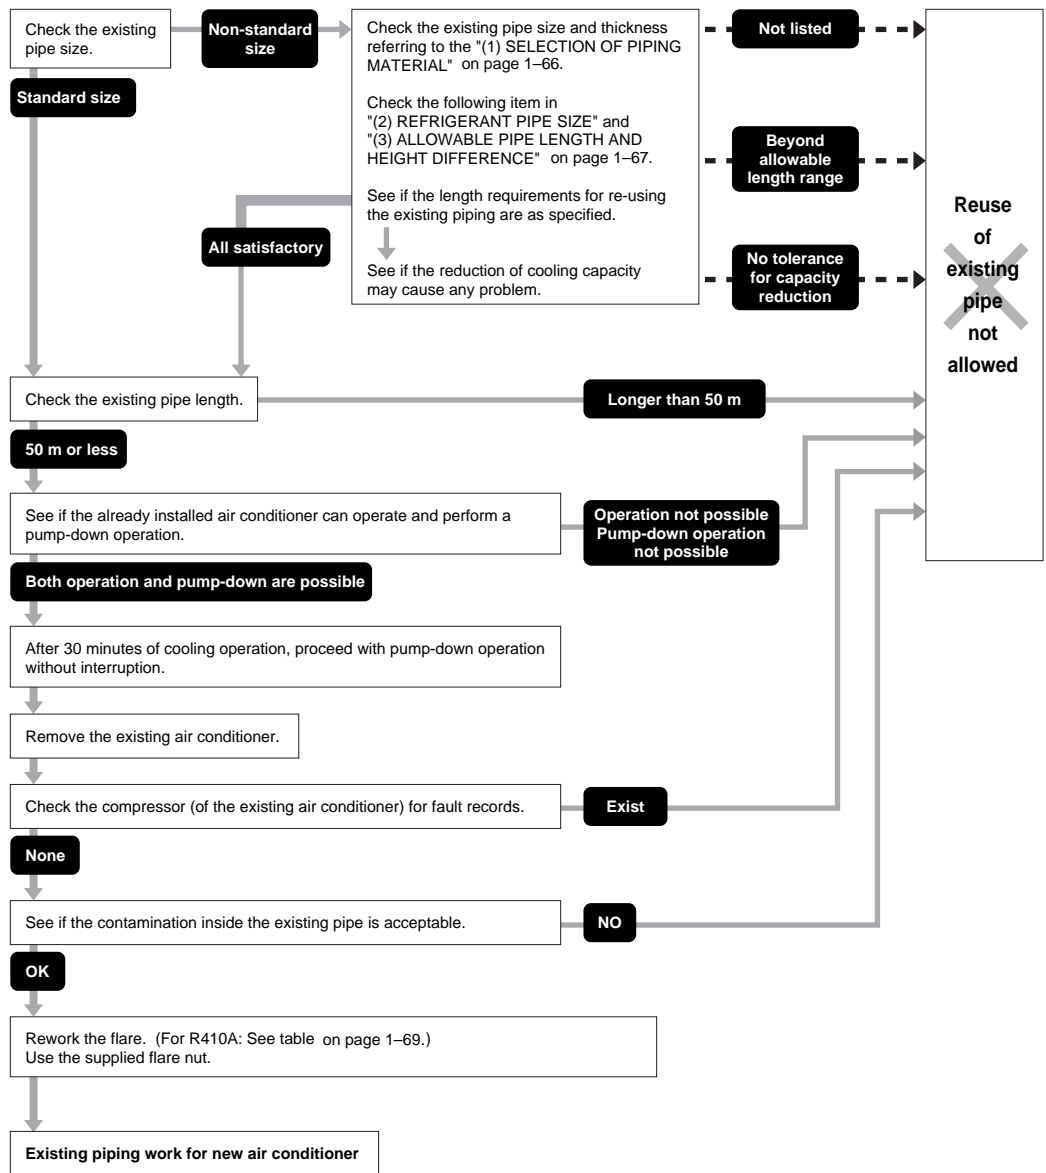 Check the existing
pipe size.
Non-standard
size
Check the existing pipe size and thickness
referring to the "(1) SELECTION OF PIPING
MATERIAL" on page 1–66.
Check the following item in
"(2) REFRIGERANT PIPE SIZE" and
"(3) ALLOWABLE PIPE LENGTH AND
HEIGHT DIFFERENCE" on page 1–67.
See if the length requirements for re-using
the existing piping are as specified.
See if the reduction of cooling capacity
may cause any problem.
Not listed
Beyond
allowable
length range
No tolerance
for capacity
reduction
Reuse
of
existing
pipe
not
allowed
Standard size
All satisfactory
Check the existing pipe length.
Longer than 50 m
50 m or less
See if the already installed air conditioner can operate and perform a
pump-down operation.
Operation not possible
Pump-down operation
not possible
Both operation and pump-down are possible
After 30 minutes of cooling operation, proceed with pump-down operation
without interruption.
Remove the existing air conditioner.
Check the compressor (of the existing air conditioner) for fault records.
Exist
None
See if the contamination inside the existing pipe is acceptable.
NO
OK
Rework the flare. (For R410A: See table on page 1–69.)
Use the supplied flare nut.
Existing piping work for new air conditioner